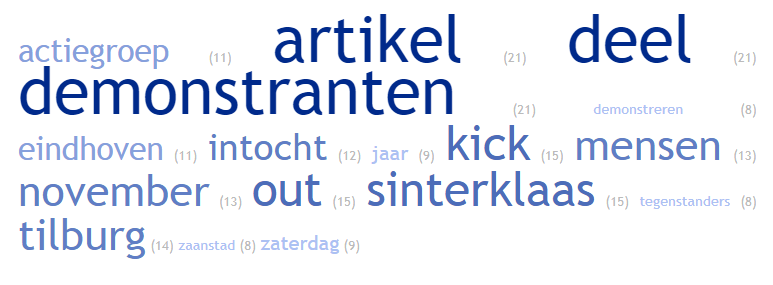 actiegroep (11) artikel (21) deel (21)
demonstranten (21) demonstreren (8)
eindhoven (11) intocht (12) jaar (9) kick (15) mensen (13)
november (13) out (15) sinterklaas (15) tegenstanders (8)
tilburg (14) zaanstad (8) zaterdag (9)